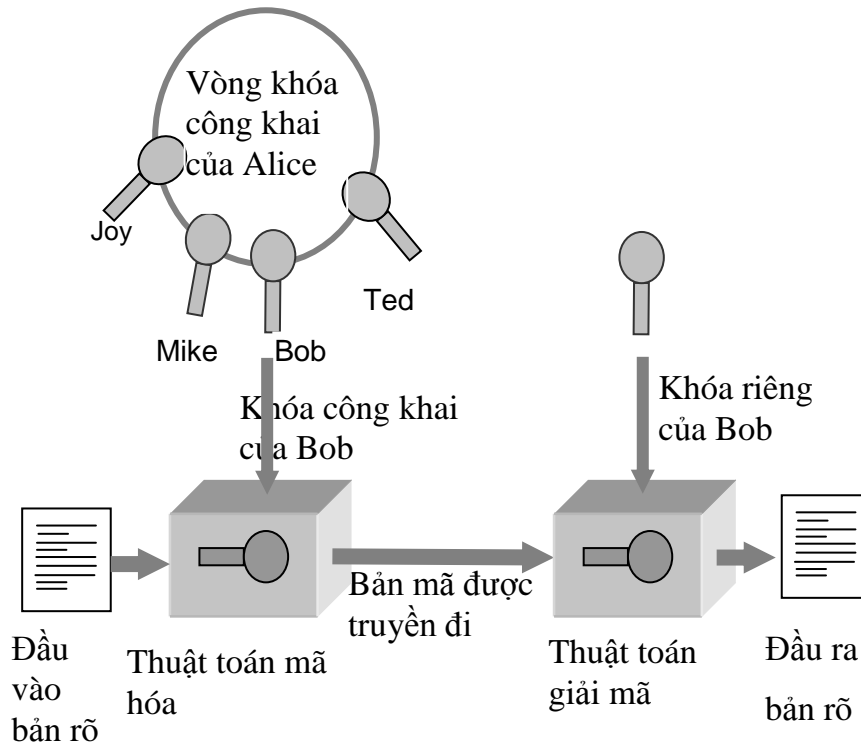 Vòng khóa
công khai
của Alice
Joy
Ted
Mike
Bob
Khóa công khai
của Bob
Khóa riêng
của Bob
Bản mã được
truyền đi
Đầu
vào
bản rõ
Thuật toán mã
hóa
Thuật toán
giải mã
Đầu ra
bản rõ